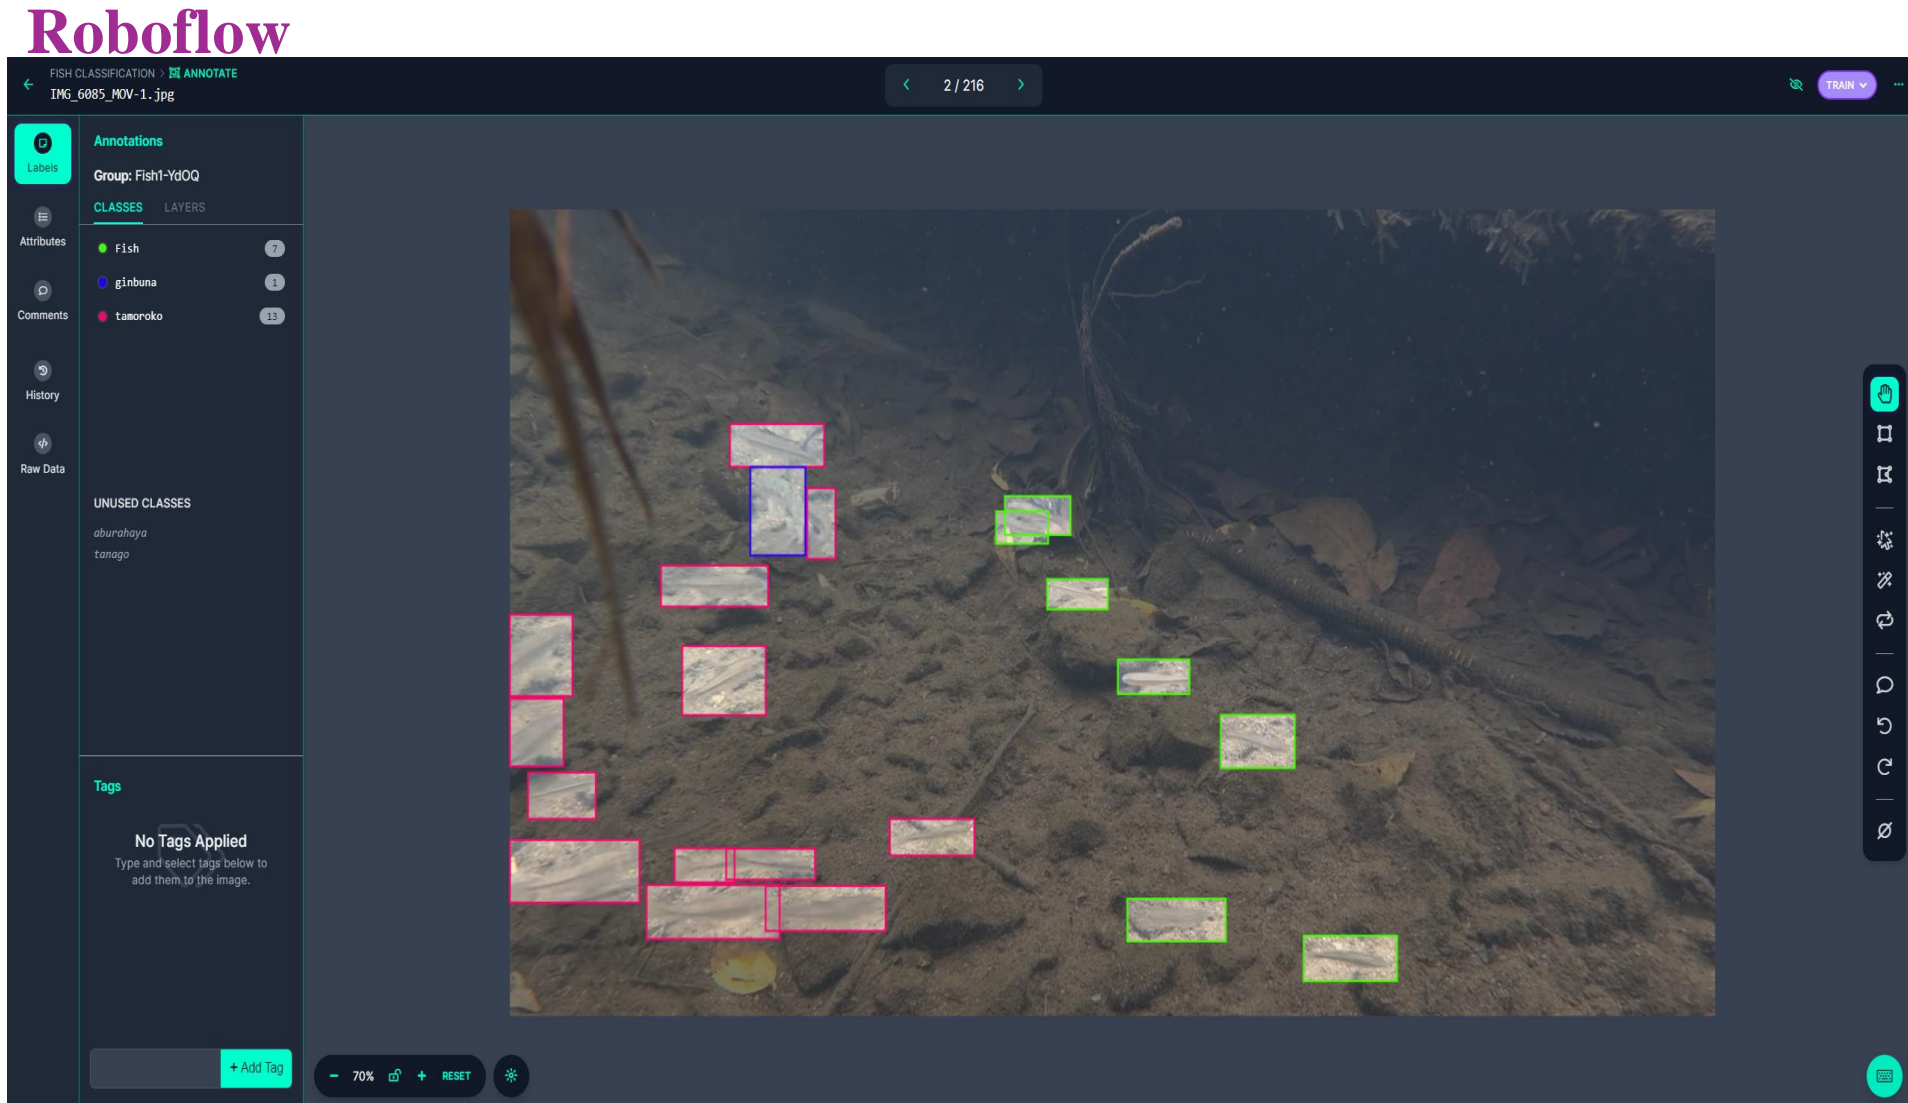 Roboflow
FISH CLASSIFICATION > ANNOTATE
IMG_6085_MOV-1.jpg
2 / 216
TRAIN
Labels
Attributes
Comments
History
Raw Data
Annotations
Group: Fish1-YdOQ
CLASSES LAYERS
Fish 7
ginbuna 1
tamoroko 13
UNUSED CLASSES
aburahaya
tanago
Tags
No Tags Applied
Type and select tags below to
add them to the image.
+ Add Tag
70% RESET